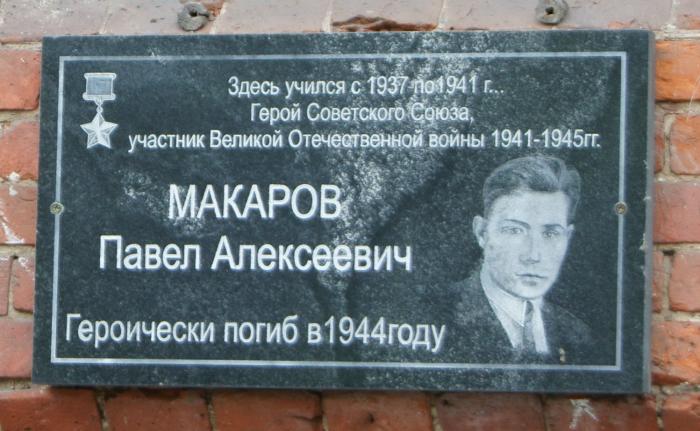 Здесь учился с 1937 по1941 г...
Герой Советского Союза,
участник Великой Отечественной войны 1941-1945гг.
МАКАРОВ
Павел Алексеевич
Героически погиб в1944году